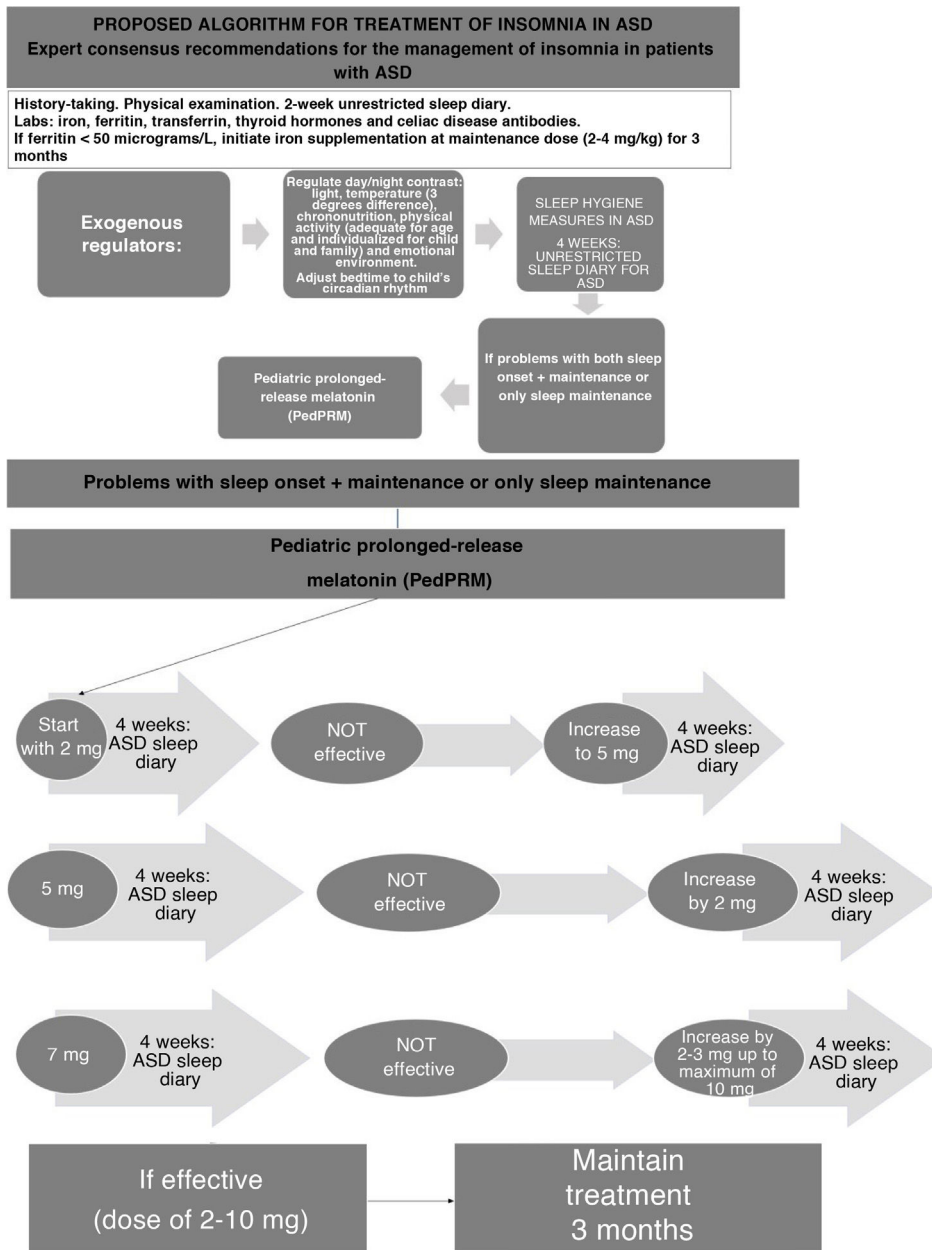 PROPOSED ALGORITHM FOR TREATMENT OF INSOMNIA IN ASD
Expert consensus recommendations for the management of insomnia in patients
with ASD
History-taking. Physical examination. 2-week unrestricted sleep diary.
Labs: iron, ferritin, transferrin, thyroid hormones and celiac disease antibodies.
If ferritin < 50 micrograms/L, initiate iron supplementation at maintenance dose (2-4 mg/kg) for 3
months
Exogenous
regulators:
Regulate day/night contrast:
light, temperature (3
degrees difference),
chrononutrition, physical
activity (adequate for age
and individualized for child
and family) and emotional
environment.
Adjust bedtime to child's
circadian rhythm
SLEEP HYGIENE
MEASURES IN ASD
4 WEEKS:
UNRESTRICTED
SLEEP DIARY FOR
ASD
If problems with both sleep
onset + maintenance or
only sleep maintenance
Pediatric prolonged-
release melatonin
(PedPRM)
Problems with sleep onset + maintenance or only sleep maintenance
Pediatric prolonged-release
melatonin (PedPRM)
Start
with 2 mg
4 weeks:
ASD sleep
diary
NOT
effective
Increase
to 5 mg
4 weeks:
ASD sleep
diary
5 mg
4 weeks:
ASD sleep
diary
NOT
effective
Increase
by 2 mg
4 weeks:
ASD sleep
diary
7 mg
4 weeks:
ASD sleep
diary
NOT
effective
Increase by
2-3 mg up to
maximum of
10 mg
4 weeks:
ASD sleep
diary
If effective
(dose of 2-10 mg)
Maintain
treatment
3 months